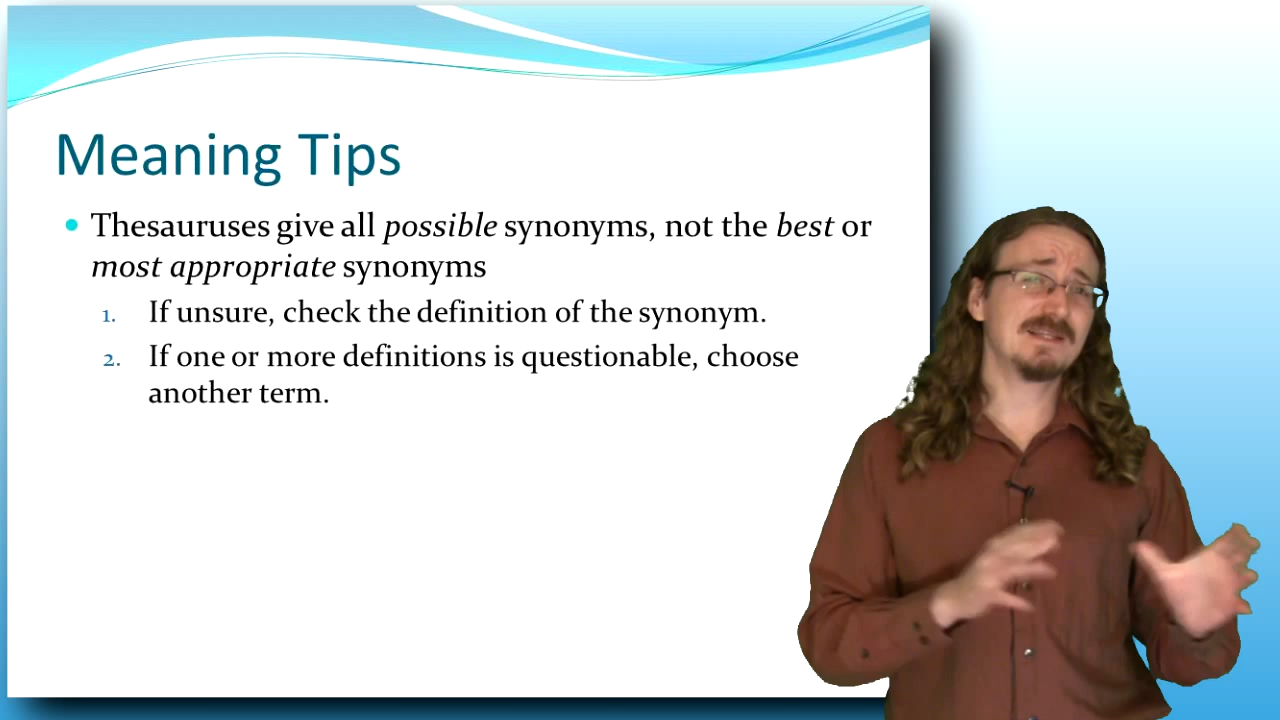 Meaning Tips
• Thesauruses give all possible synonyms, not the best or
most appropriate synonyms
1. If unsure, check the definition of the synonym.
2. If one or more definitions is questionable, choose
another term.